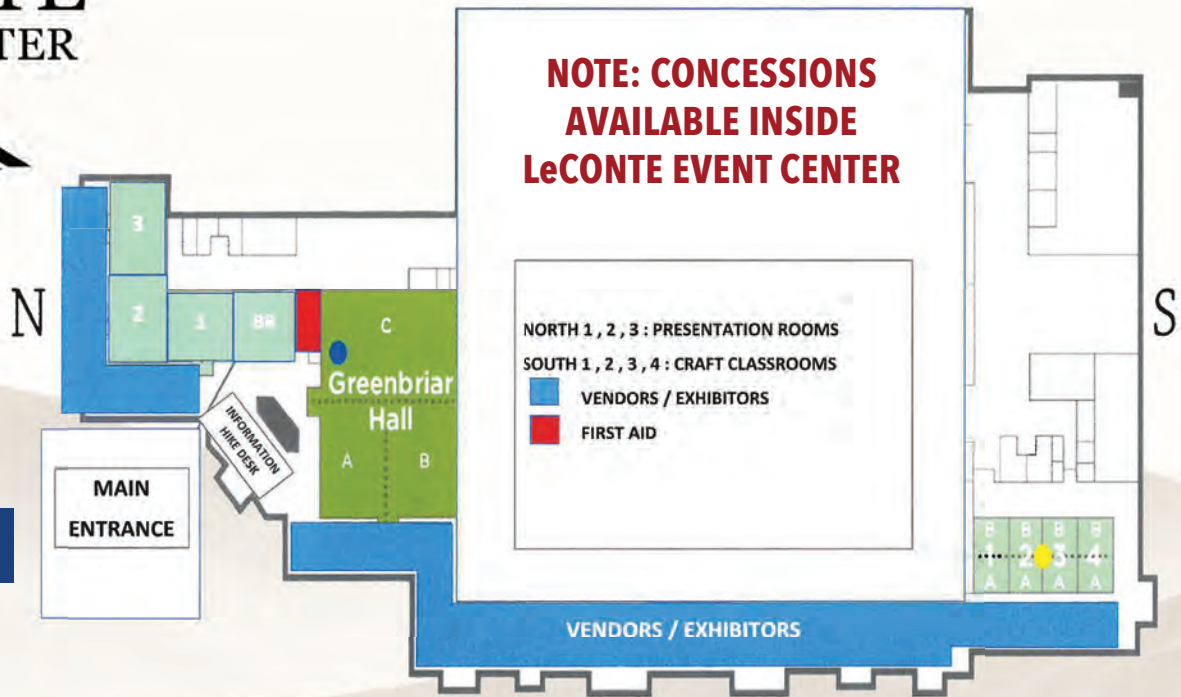 TER
NOTE: CONCESSIONS
AVAILABLE INSIDE
LeCONTE EVENT CENTER
N
S
3
2
1
BR
C
Greenbriar
Hall
A
B
INFORMATION
HIKE DESK
MAIN
ENTRANCE
NORTH 1 , 2 , 3 : PRESENTATION ROOMS
SOUTH 1 , 2 , 3 , 4 : CRAFT CLASSROOMS
VENDORS / EXHIBITORS
FIRST AID
B B B B
1 2 3 4
A A A A
VENDORS / EXHIBITORS